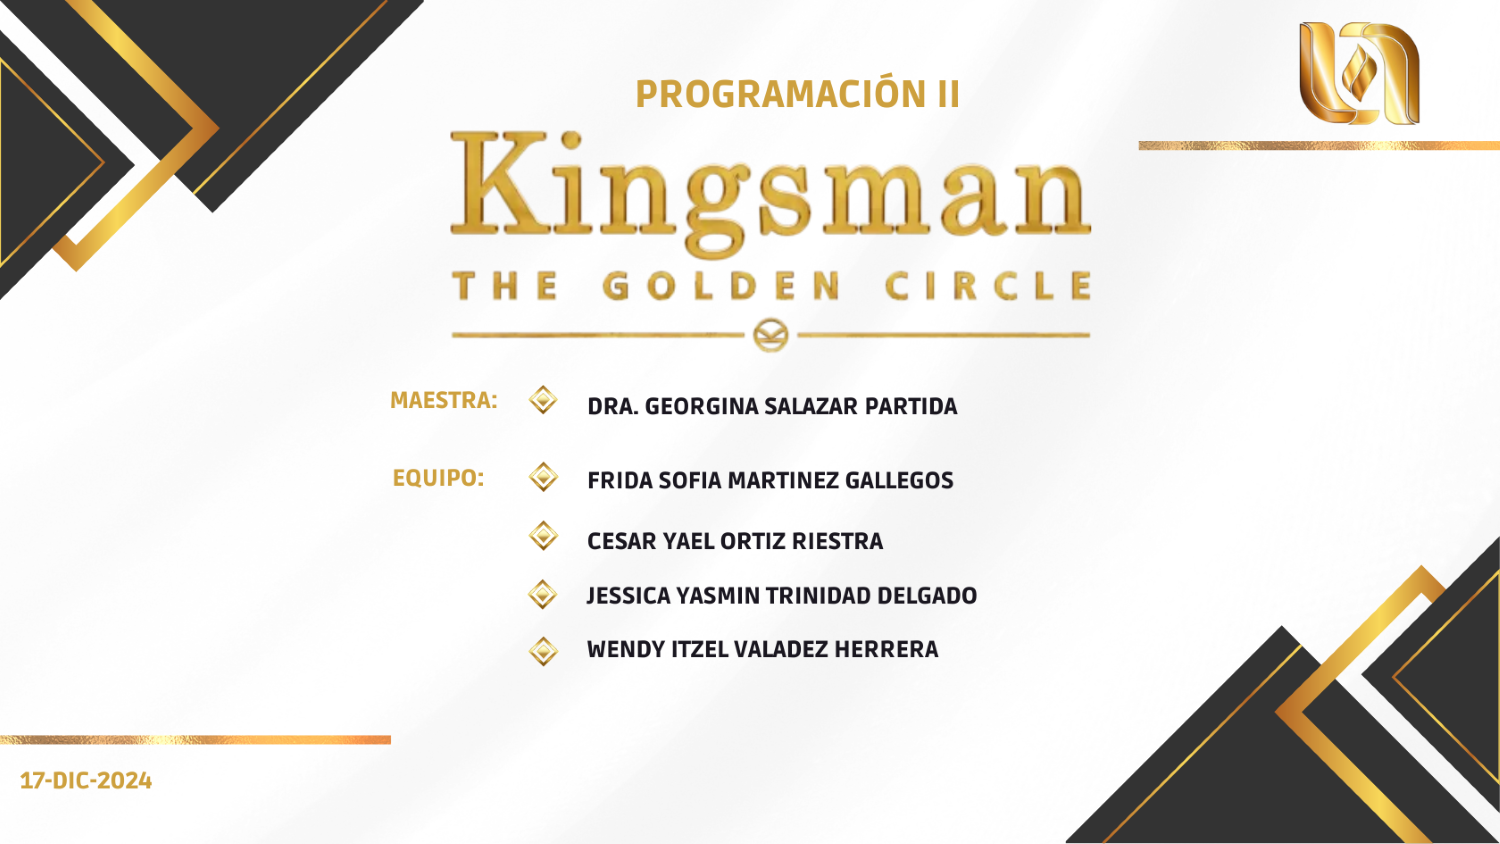 PROGRAMACIÓN II
Kingsman
THE GOLDEN CIRCLE
MAESTRA:
DRA. GEORGINA SALAZAR PARTIDA
EQUIPO:
FRIDA SOFIA MARTINEZ GALLEGOS
CESAR YAEL ORTIZ RIESTRA
JESSICA YASMIN TRINIDAD DELGADO
WENDY ITZEL VALADEZ HERRERA
17-DIC-2024